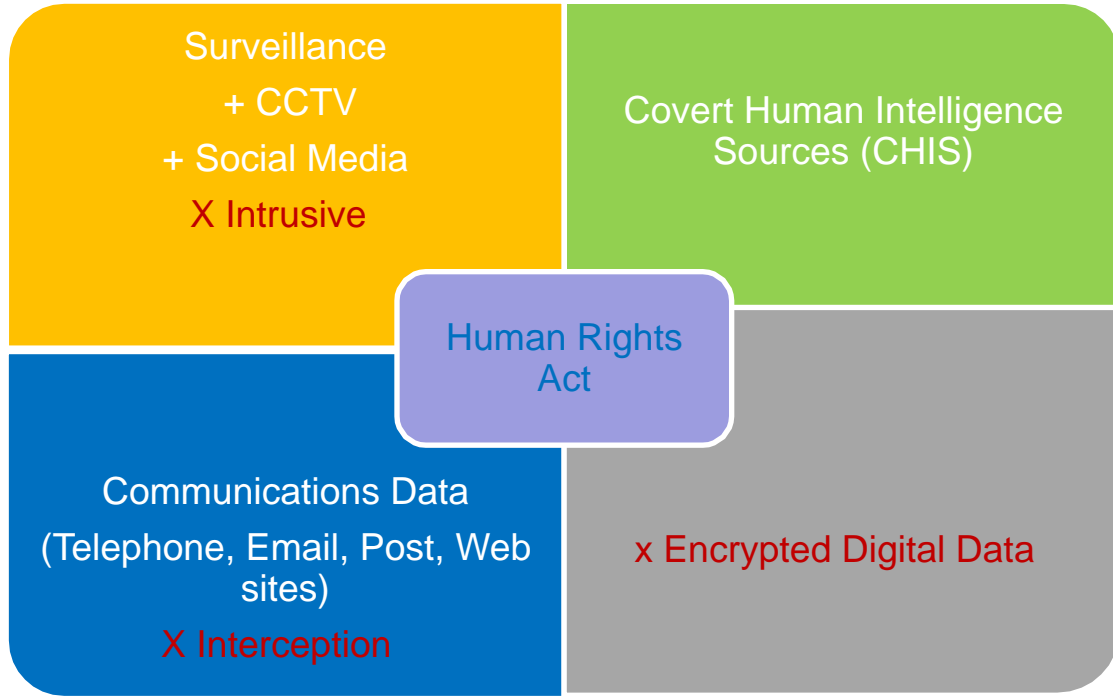 Surveillance
+ CCTV
+ Social Media
X Intrusive
Covert Human Intelligence
Sources (CHIS)
Human Rights
Act
Communications Data
(Telephone, Email, Post, Web
sites)
X Interception
x Encrypted Digital Data